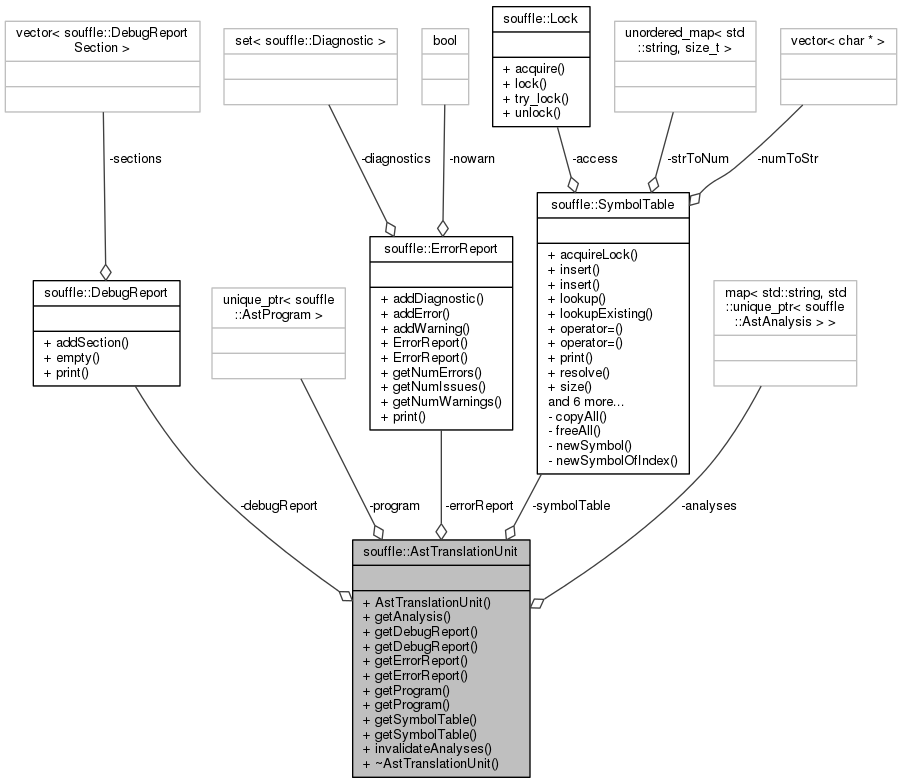 vector< souffle::DebugReport
Section >
set< souffle::Diagnostic >
bool
souffle::Lock
+ acquire()
+ lock()
+ try_lock()
+ unlock()
unordered_map< std
::string, size_t >
vector< char * >
-sections
-diagnostics
-nowarn
-access
-strToNum
-numToStr
souffle::DebugReport
+ addSection()
+ empty()
+ print()
unique_ptr< souffle
::AstProgram >
souffle::ErrorReport
+ addDiagnostic()
+ addError()
+ addWarning()
+ ErrorReport()
+ ErrorReport()
+ getNumErrors()
+ getNumIssues()
+ getNumWarnings()
+ print()
souffle::SymbolTable
+ acquireLock()
+ insert()
+ insert()
+ lookup()
+ lookupExisting()
+ operator=()
+ operator=()
+ print()
+ resolve()
+ size()
and 6 more...
- copyAll()
- freeAll()
- newSymbol()
- newSymbolOfIndex()
map< std::string, std
::unique_ptr< souffle
::AstAnalysis > >
-debugReport
-program
-errorReport
-symbolTable
-analyses
souffle::AstTranslationUnit
+ AstTranslationUnit()
+ getAnalysis()
+ getDebugReport()
+ getDebugReport()
+ getErrorReport()
+ getErrorReport()
+ getProgram()
+ getProgram()
+ getSymbolTable()
+ getSymbolTable()
+ invalidateAnalyses()
+ ~AstTranslationUnit()